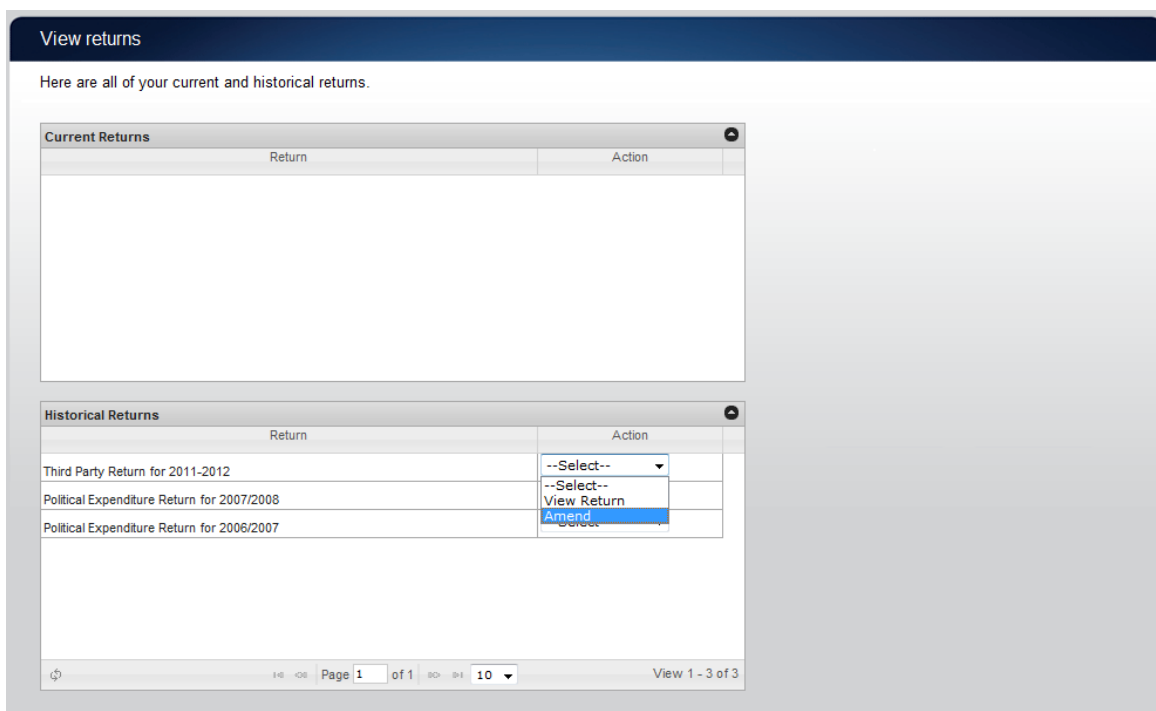 View returns
Here are all of your current and historical returns.
Current Returns
Return Action
Historical Returns
Return Action
Third Party Return for 2011-2012 --Select--
--Select--
Political Expenditure Return for 2007/2008 View Return
Amend
Political Expenditure Return for 2006/2007 --Select--
Page 1 of 1 10 View 1 - 3 of 3